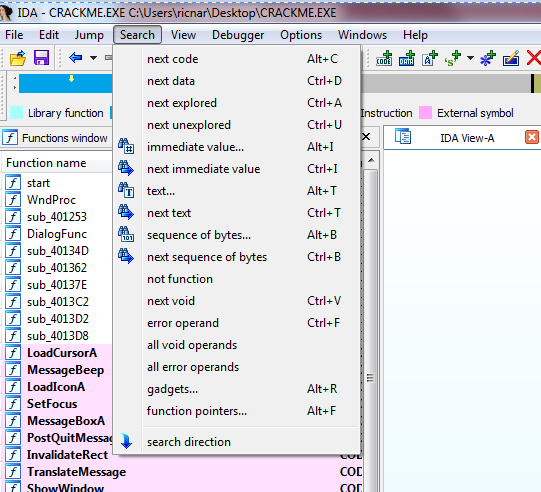 IDA - CRACKME.EXE C:\Users\ricnar\Desktop\CRACKME.EXE
File Edit Jump Search View Debugger Options Windows Help
next code Alt+C
next data Ctrl+D
next explored Ctrl+A
next unexplored Ctrl+U
immediate value... Alt+I
next immediate value Ctrl+I
text... Alt+T
next text Ctrl+T
sequence of bytes... Alt+B
next sequence of bytes Ctrl+B
not function
next void Ctrl+V
error operand Ctrl+F
all void operands
all error operands
gadgets... Alt+R
function pointers... Alt+F
search direction
CODE DATA "A" "s"
Library function Instruction External symbol
Functions window
IDA View-A
Function name
start
WndProc
sub_401253
DialogFunc
sub_40134D
sub_401362
sub_40137E
sub_4013C2
sub_4013D2
sub_4013D8
LoadCursorA
MessageBeep
LoadIconA
SetFocus
MessageBoxA
PostQuitMessag
InvalidateRect COD
TranslateMessage COD
ShowWindow COD